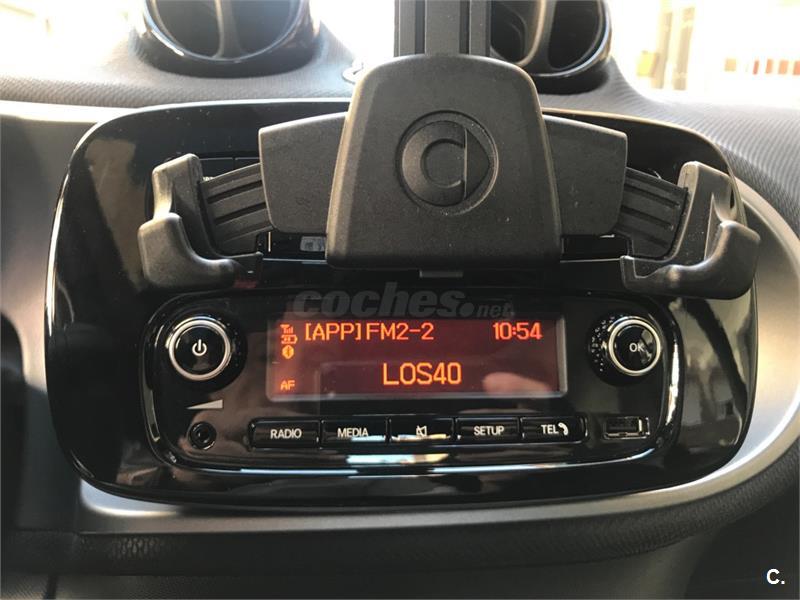 coches.net
[APP]FM2-2 10:54
LOS40
AF
OK
RADIO MEDIA SETUP TEL
C.